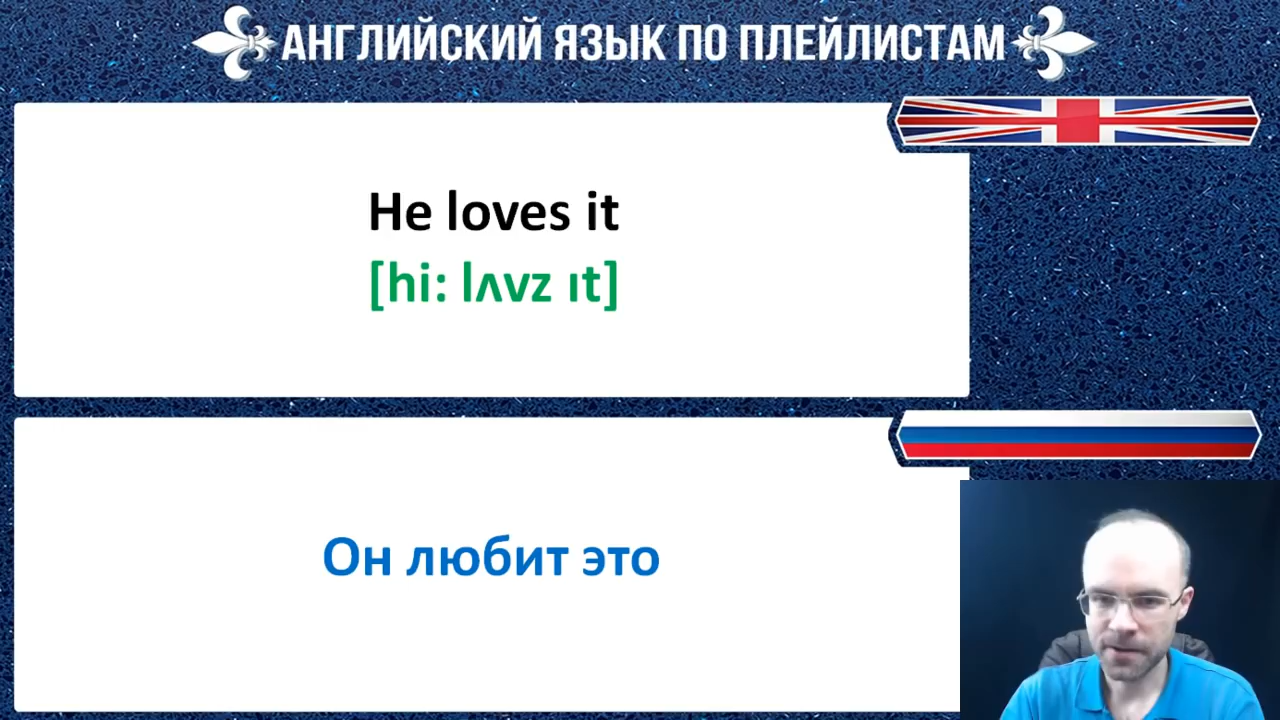 АНГЛИЙСКИЙ ЯЗЫК ПО ПЛЕЙЛИСТАМ
He loves it
[hi: lʌvz ɪt]
Он любит это